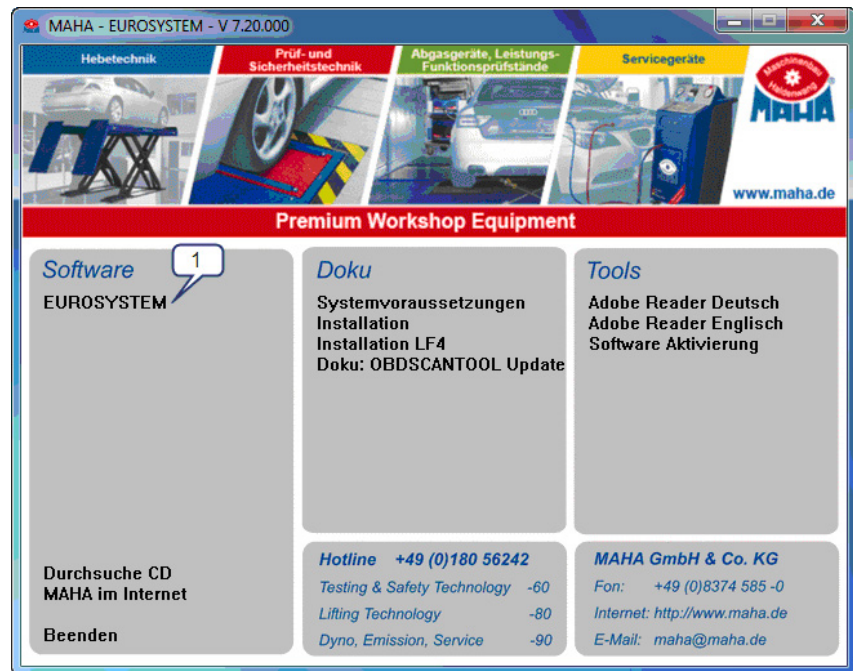 MAHA - EUROSYSTEM - V 7.20.000
Hebetechnik
Prüf- und
Sicherheitstechnik
Abgasgeräte, Leistungs-
Funktionsprüfstände
Servicegeräte
Maschinenbau
Haldenwang
MAHA
®
www.maha.de
Premium Workshop Equipment
Software
1
EUROSYSTEM
Durchsuche CD
MAHA im Internet
Beenden
Doku
Systemvoraussetzungen
Installation
Installation LF4
Doku: OBDSCANTOOL Update
Tools
Adobe Reader Deutsch
Adobe Reader Englisch
Software Aktivierung
Hotline +49 (0)180 56242
Testing & Safety Technology -60
Lifting Technology -80
Dyno, Emission, Service -90
MAHA GmbH & Co. KG
Fon: +49 (0)8374 585 -0
Internet: http://www.maha.de
E-Mail: maha@maha.de